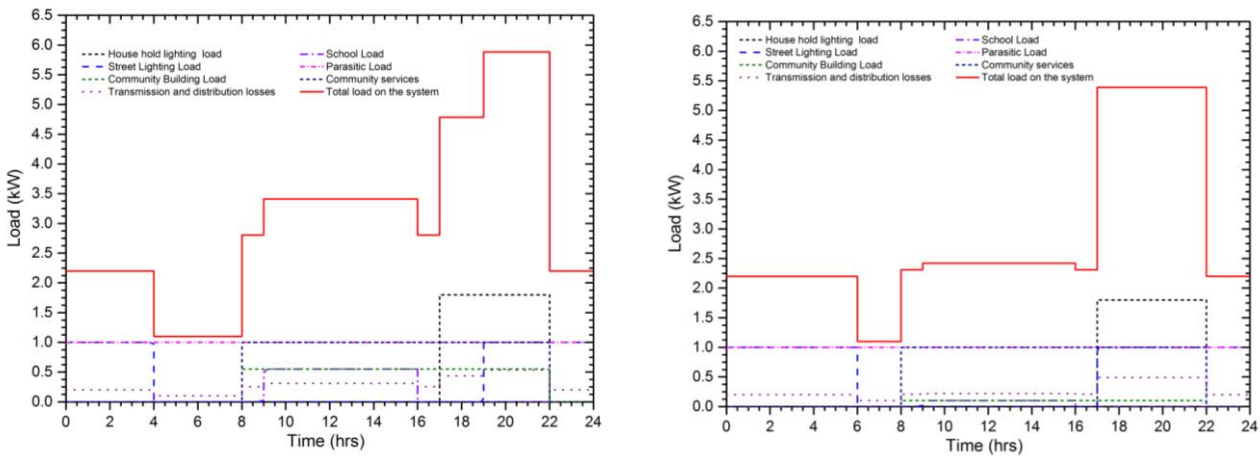 6.5
6.0
5.5
5.0
4.5
4.0
3.5
3.0
2.5
2.0
1.5
1.0
0.5
0.0
Load (kW)
House hold lighting load
Street Lighting Load
Community Building Load
Transmission and distribution losses
School Load
Parasitic Load
Community services
Total load on the system
0 2 4 6 8 10 12 14 16 18 20 22 24
Time (hrs)
6.5
6.0
5.5
5.0
4.5
4.0
3.5
3.0
2.5
2.0
1.5
1.0
0.5
0.0
Load (kW)
House hold lighting load
Street Lighting Load
Community Building Load
Transmission and distribution losses
School Load
Parasitic Load
Community services
Total load on the system
0 2 4 6 8 10 12 14 16 18 20 22 24
Time (hrs)